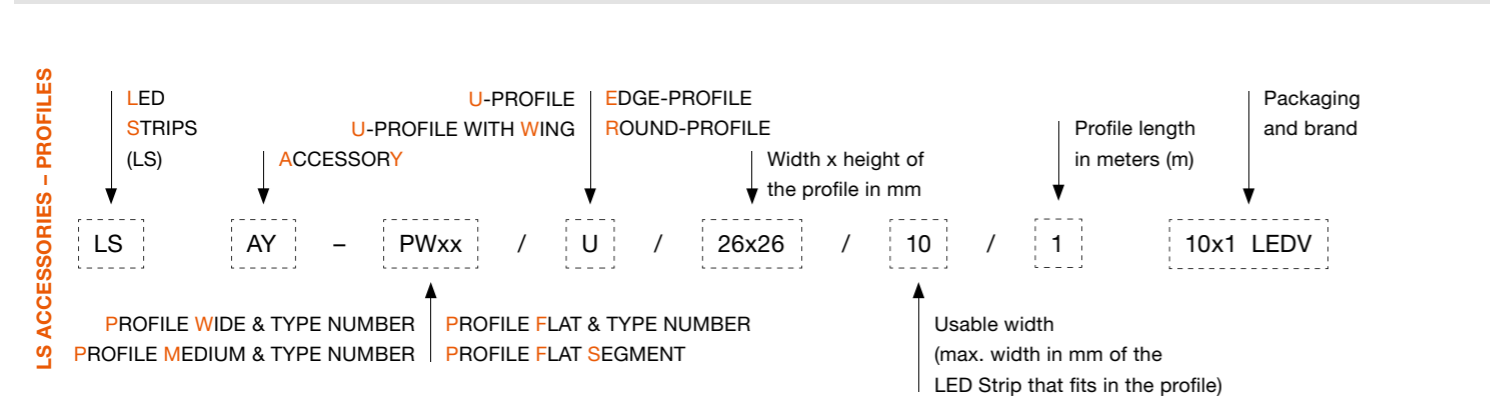 LS ACCESSORIES – PROFILES
LED
STRIPS
(LS)
ACCESSORY
U-PROFILE
U-PROFILE WITH WING
EDGE-PROFILE
ROUND-PROFILE
Width x height of
the profile in mm
Profile length
in meters (m)
Packaging
and brand
LS AY – PWxx / U / 26x26 / 10 / 1 10x1 LEDV
PROFILE WIDE & TYPE NUMBER
PROFILE MEDIUM & TYPE NUMBER
PROFILE FLAT & TYPE NUMBER
PROFILE FLAT SEGMENT
Usable width
(max. width in mm of the
LED Strip that fits in the profile)